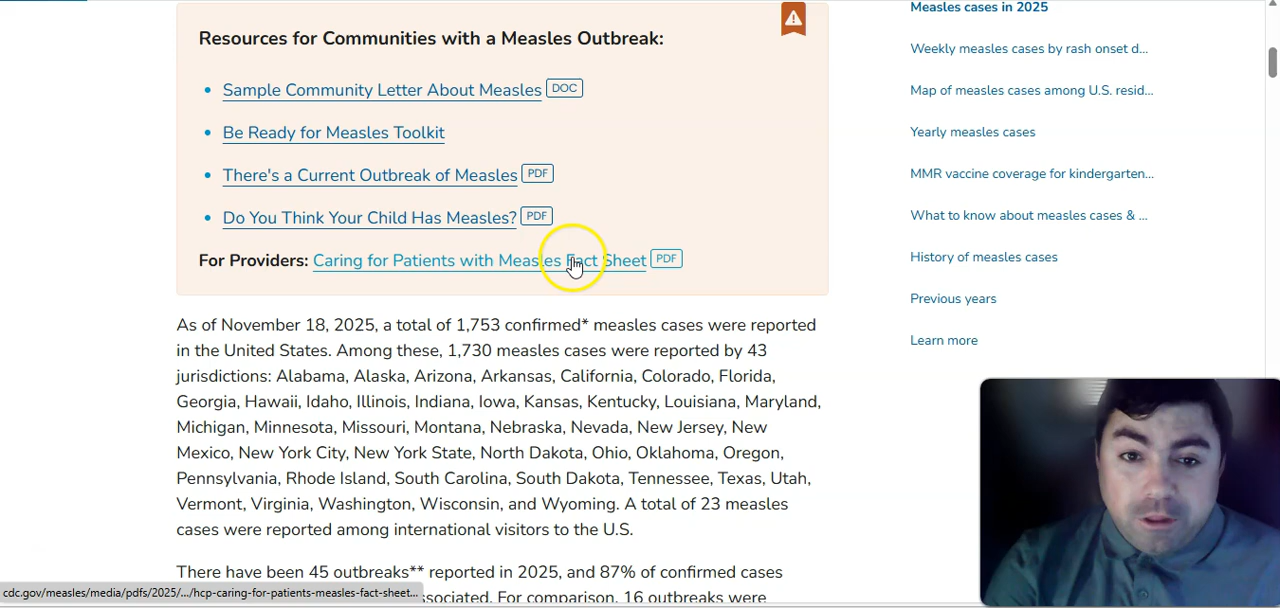 Resources for Communities with a Measles Outbreak:
Sample Community Letter About Measles DOC
Be Ready for Measles Toolkit
There's a Current Outbreak of Measles PDF
Do You Think Your Child Has Measles? PDF
For Providers: Caring for Patients with Measles Fact Sheet PDF
As of November 18, 2025, a total of 1,753 confirmed* measles cases were reported
in the United States. Among these, 1,730 measles cases were reported by 43
jurisdictions: Alabama, Alaska, Arizona, Arkansas, California, Colorado, Florida,
Georgia, Hawaii, Idaho, Illinois, Indiana, Iowa, Kansas, Kentucky, Louisiana, Maryland,
Michigan, Minnesota, Missouri, Montana, Nebraska, Nevada, New Jersey, New
Mexico, New York City, New York State, North Dakota, Ohio, Oklahoma, Oregon,
Pennsylvania, Rhode Island, South Carolina, South Dakota, Tennessee, Texas, Utah,
Vermont, Virginia, Washington, Wisconsin, and Wyoming. A total of 23 measles
cases were reported among international visitors to the U.S.
There have been 45 outbreaks** reported in 2025, and 87% of confirmed cases
ssociated. For comparison, 16 outbreaks were
cdc.gov/measles/media/pdfs/2025/.../hcp-caring-for-patients-measles-fact-sheet...
Measles cases in 2025
Weekly measles cases by rash onset d...
Map of measles cases among U.S. resid...
Yearly measles cases
MMR vaccine coverage for kindergarten...
What to know about measles cases & ...
History of measles cases
Previous years
Learn more